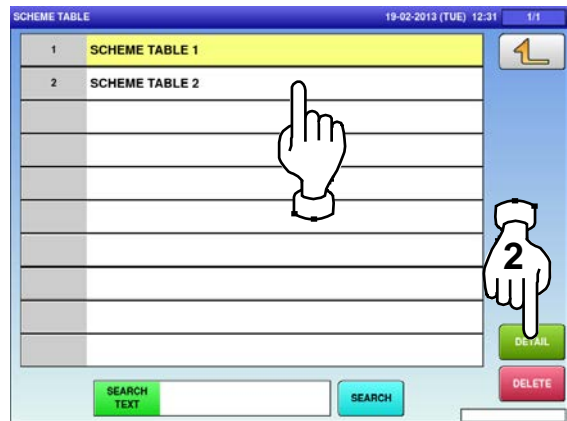 SCHEME TABLE 19-02-2013 (TUE) 12:31 1/1
1 SCHEME TABLE 1
2 SCHEME TABLE 2
2
DETAIL
SEARCH TEXT SEARCH DELETE